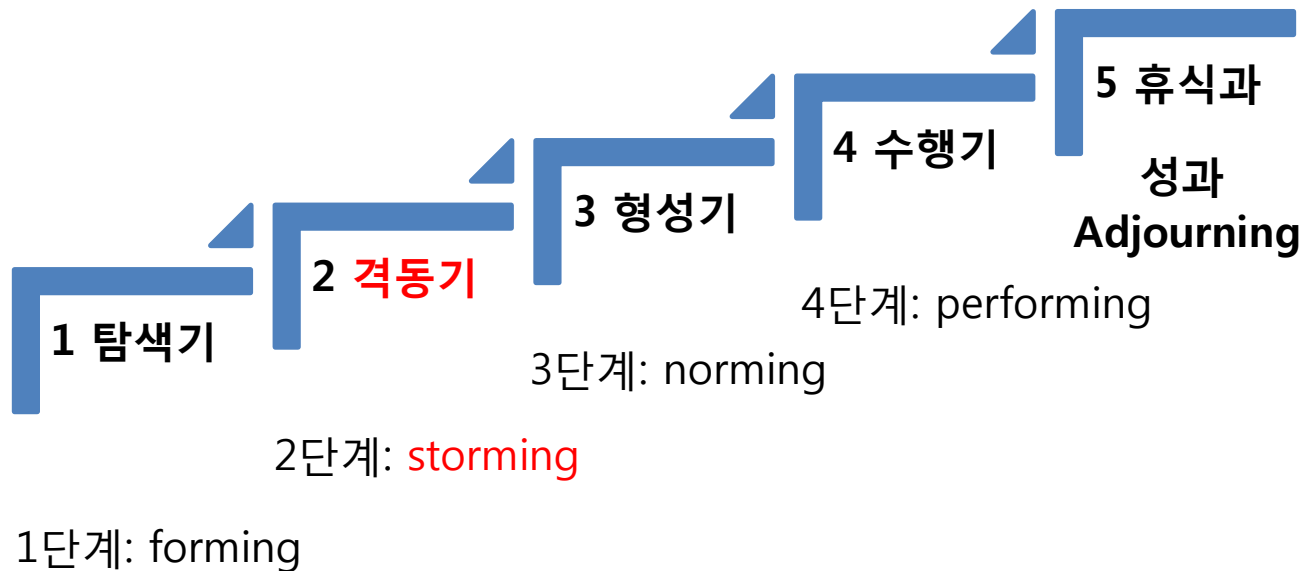 1 탐색기
2 격동기
3 형성기
4 수행기
5 휴식과
성과
Adjourning
1단계: forming
2단계: storming
3단계: norming
4단계: performing